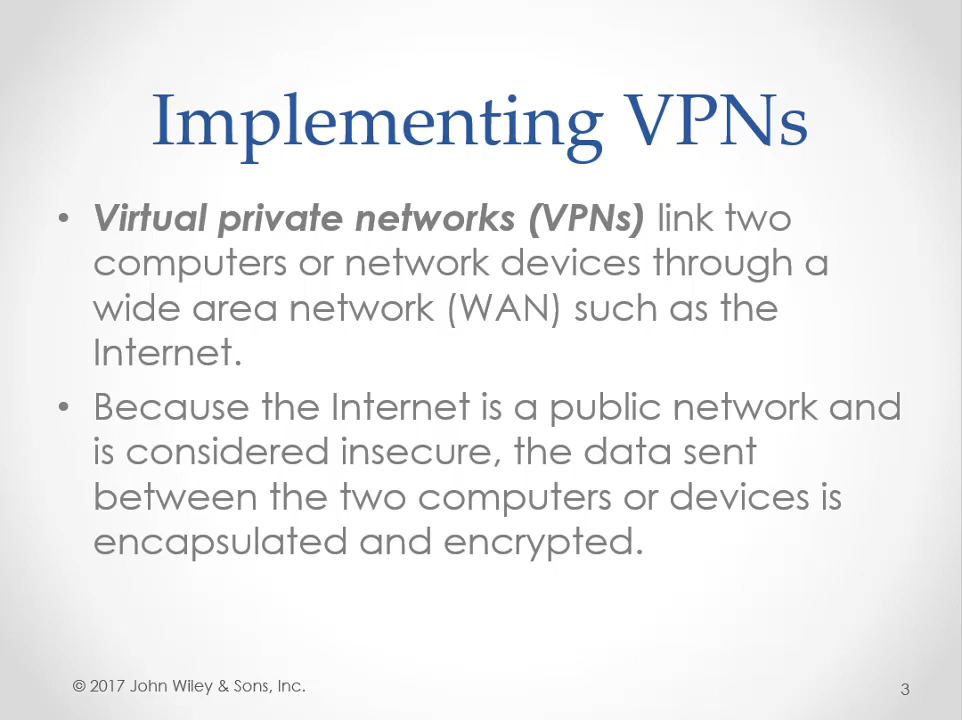 Implementing VPNs
• Virtual private networks (VPNs) link two
computers or network devices through a
wide area network (WAN) such as the
Internet.
• Because the Internet is a public network and
is considered insecure, the data sent
between the two computers or devices is
encapsulated and encrypted.
© 2017 John Wiley & Sons, Inc.
3